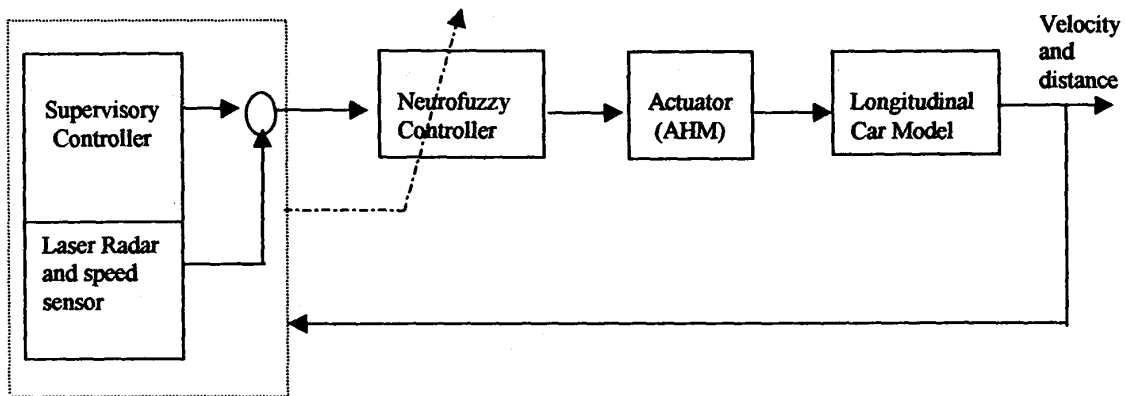 Supervisory
Controller
Laser Radar
and speed
sensor
Neurofuzzy
Controller
Actuator
(AHM)
Longitudinal
Car Model
Velocity
and
distance